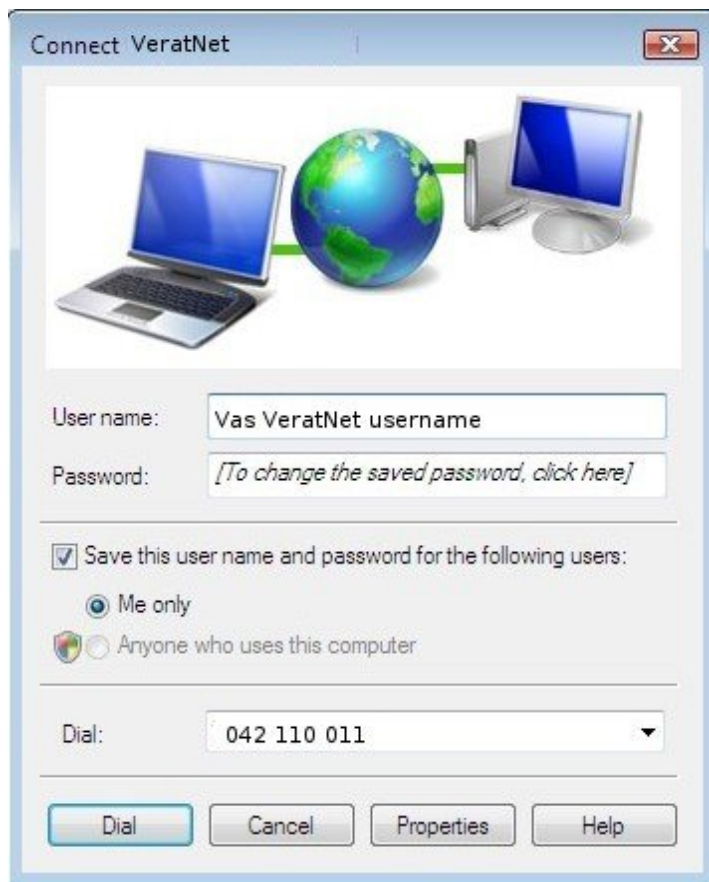 Connect VeratNet
User name: Vas VeratNet username
Password: [To change the saved password, click here]
Save this user name and password for the following users:
Me only
Anyone who uses this computer
Dial: 042 110 011
Dial Cancel Properties Help